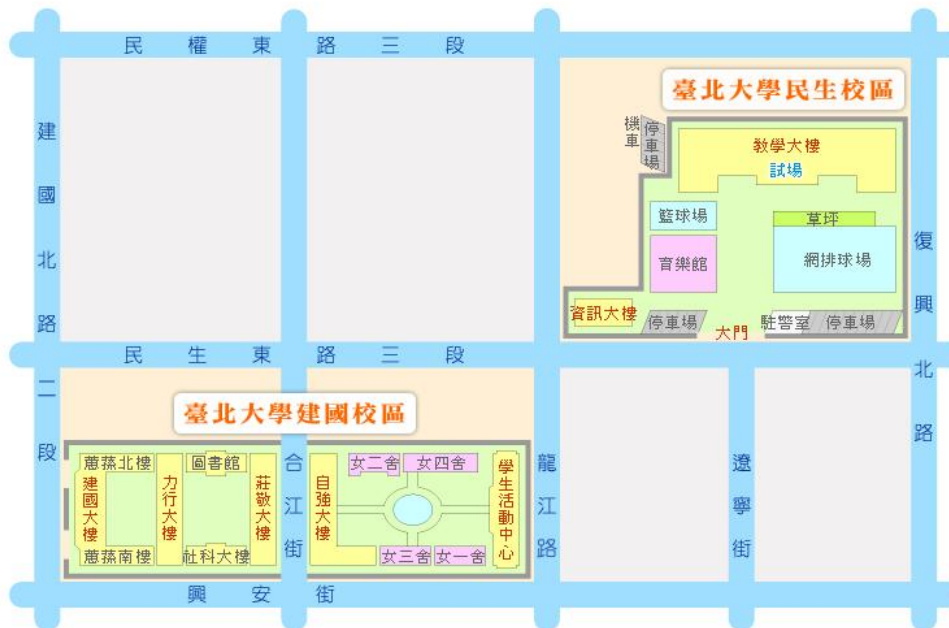 民權東路三段
建國北路二段
臺北大學民生校區
機車
停車場
教學大樓
試場
籃球場
草坪
育樂館
網排球場
復興北路
資訊大樓
停車場
大門
駐警室
停車場
民生東路三段
臺北大學建國校區
蕙蓀北樓
圖書館
合江街
女二舍
女四舍
龍江路
遼寧街
建國大樓
力行大樓
莊敬大樓
自強大樓
學生活動中心
蕙蓀南樓
社科大樓
女三舍
女一舍
興安街